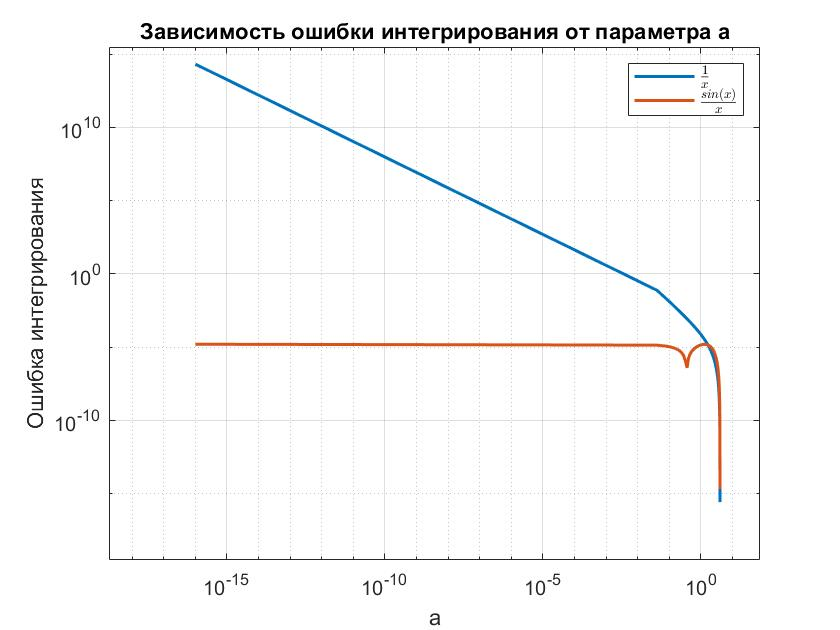 Зависимость ошибки интегрирования от параметра a
1
x
sin(x)
x
10^10
10^0
10^-10
Ошибка интегрирования
10^-15
10^-10
10^-5
10^0
a